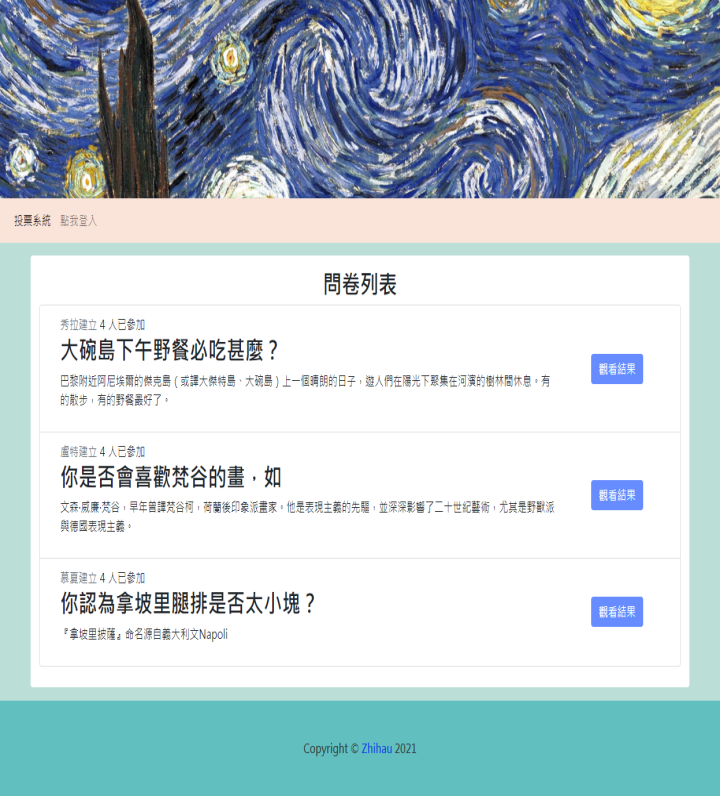 投票系統 點我登入
問卷列表
秀拉建立 4 人已參加
大碗島下午野餐必吃甚麼？
巴黎附近阿尼埃爾的傑克島（或譯大傑特島、大碗島）上一個晴朗的日子，遊人們在陽光下聚集在河濱的樹林間休息。有
的散步，有的野餐最好了。
觀看結果
盧特建立 4 人已參加
你是否會喜歡梵谷的畫，如
文森·威廉·梵谷，早年曾譯梵谷柯，荷蘭後印象派畫家。他是表現主義的先驅，並深深影響了二十世紀藝術，尤其是野獸派
與德國表現主義。
觀看結果
慕夏建立 4 人已參加
你認為拿坡里腿排是否太小塊？
『拿坡里披薩』命名源自義大利文Napoli
觀看結果
Copyright © Zhihau 2021